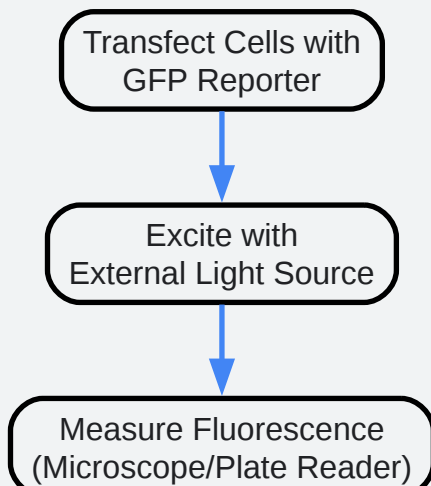 Transfect Cells with
GFP Reporter
Excite with
External Light Source
Measure Fluorescence
(Microscope/Plate Reader)